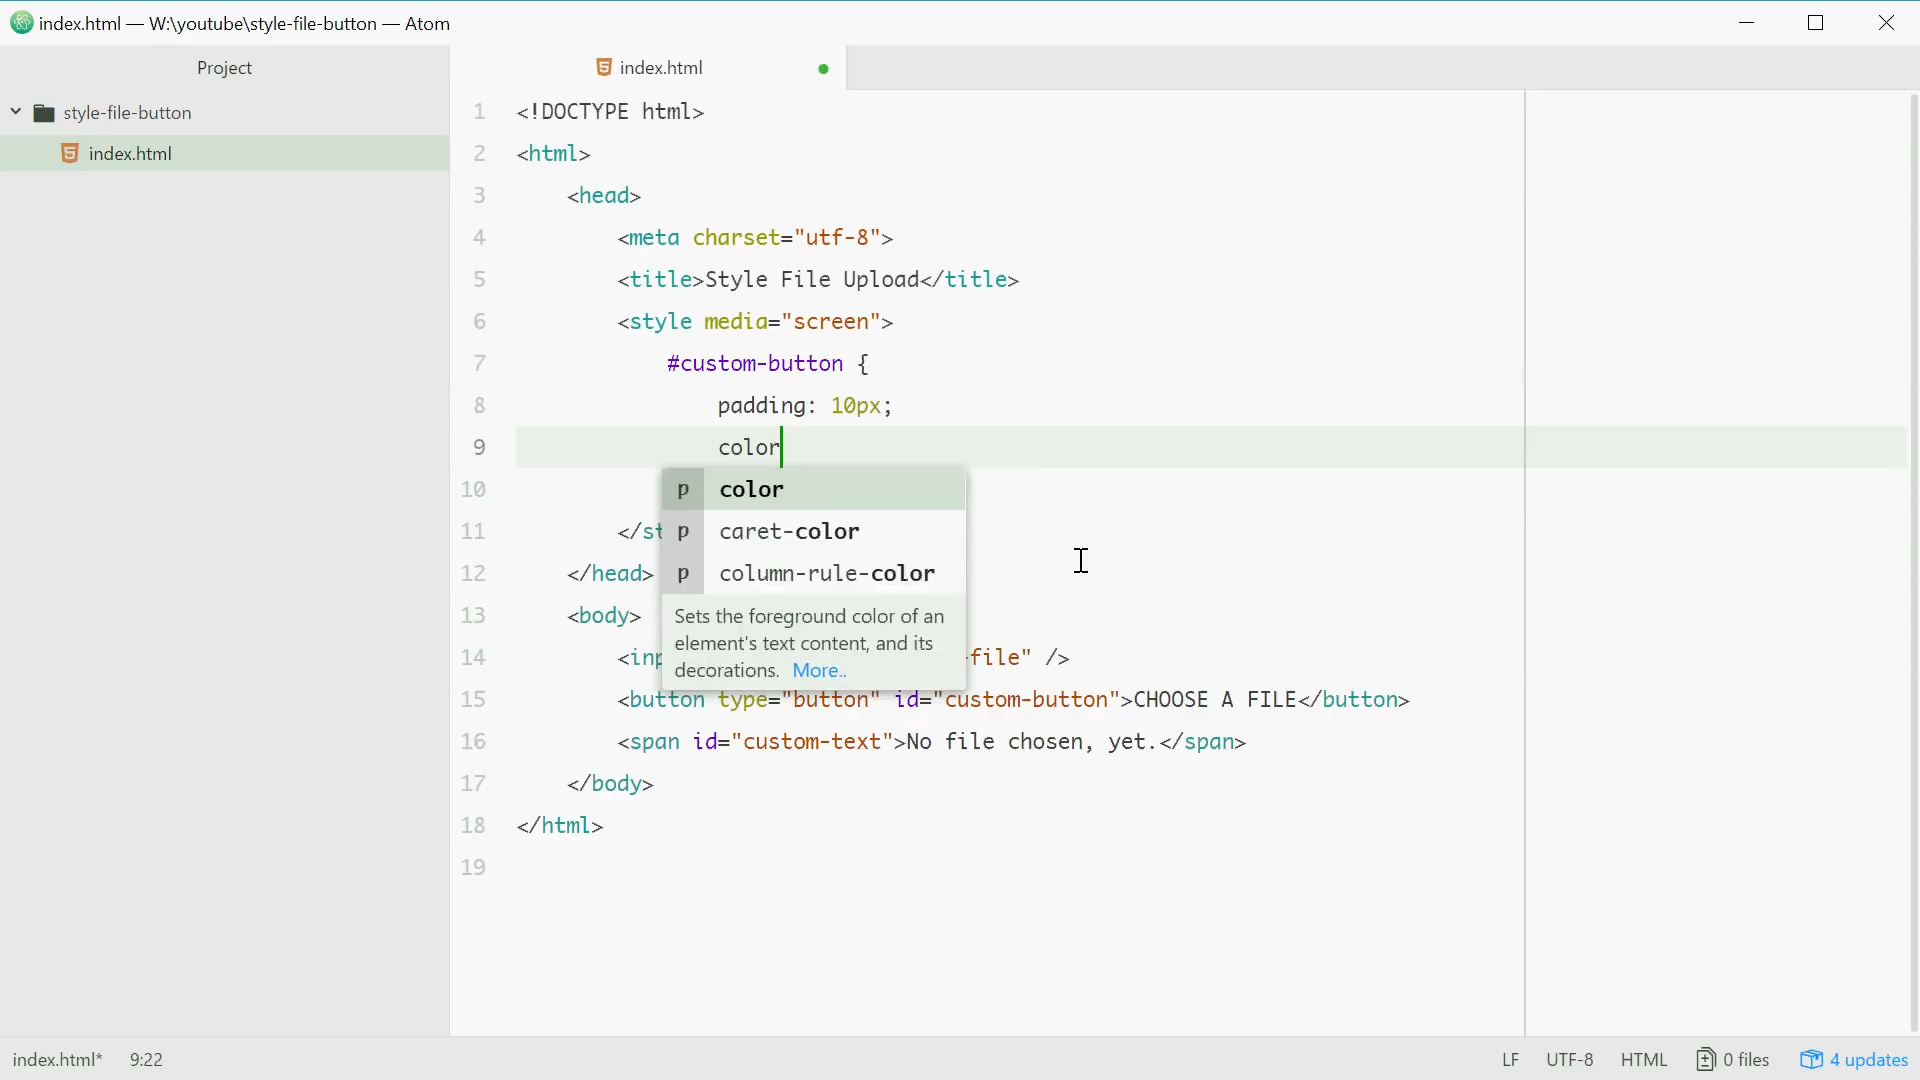 index.html — W:\youtube\style-file-button — Atom
Project
index.html
style-file-button
index.html
1 <!DOCTYPE html>
2 <html>
3 <head>
4 <meta charset="utf-8">
5 <title>Style File Upload</title>
6 <style media="screen">
7 #custom-button {
8 padding: 10px;
9 color
10
11 </st
12 </head>
13 <body>
14 <inp -file" />
15 <button type="button" id="custom-button">CHOOSE A FILE</button>
16 <span id="custom-text">No file chosen, yet.</span>
17 </body>
18 </html>
19
p color
p caret-color
p column-rule-color
Sets the foreground color of an
element's text content, and its
decorations. More..
index.html* 9:22 LF UTF-8 HTML 0 files 4 updates